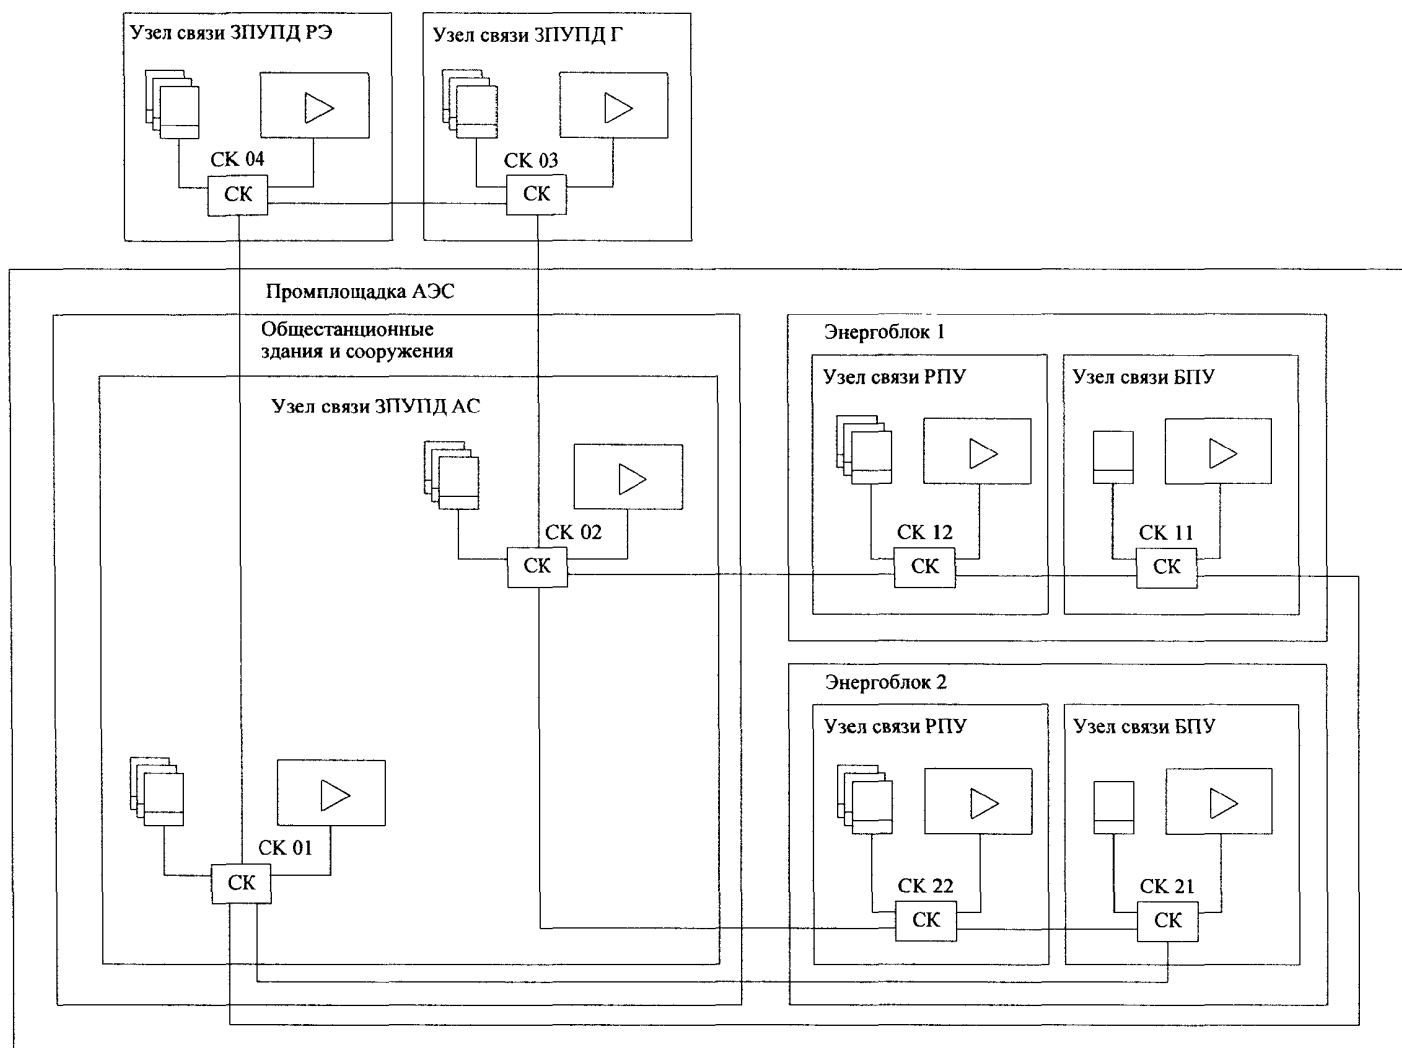 Узел связи ЗПУПД РЭ
Узел связи ЗПУПД Г
СК 04
СК
СК 03
СК
Промплощадка АЭС
Общестанционные
здания и сооружения
Узел связи ЗПУПД АС
СК 02
СК
СК 01
СК
Энергоблок 1
Узел связи РПУ
СК 12
СК
Узел связи БПУ
СК 11
СК
Энергоблок 2
Узел связи РПУ
СК 22
СК
Узел связи БПУ
СК 21
СК